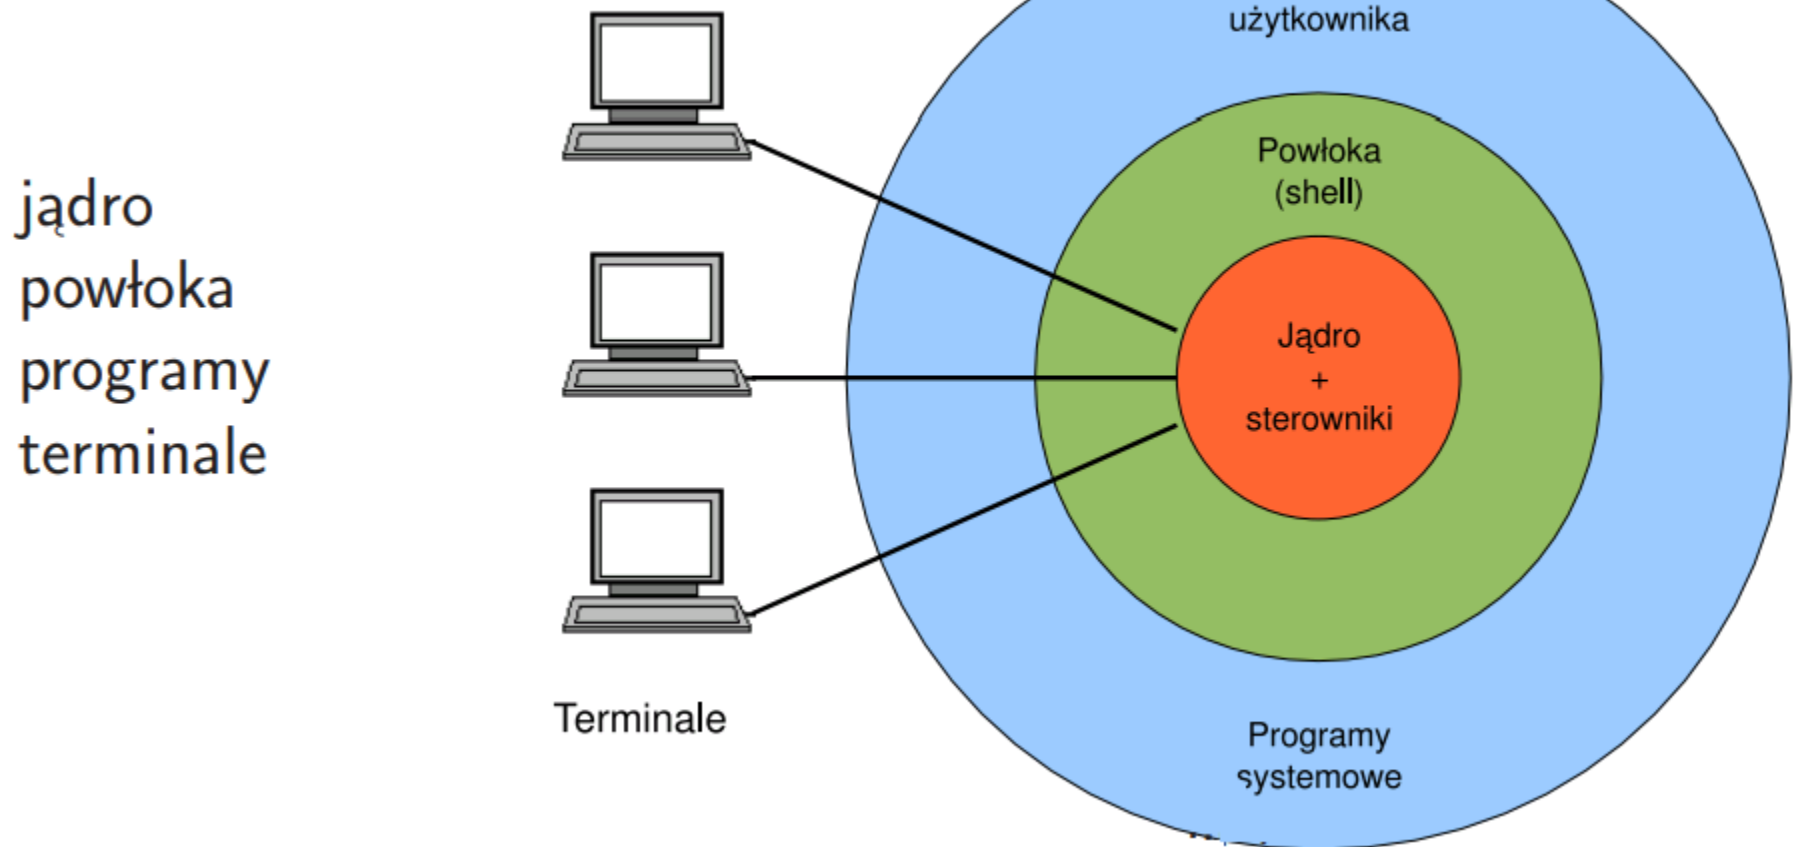 jądro
powłoka
programy
terminale
Terminale
użytkownika
Powłoka
(shell)
Jądro
+
sterowniki
Programy
systemowe